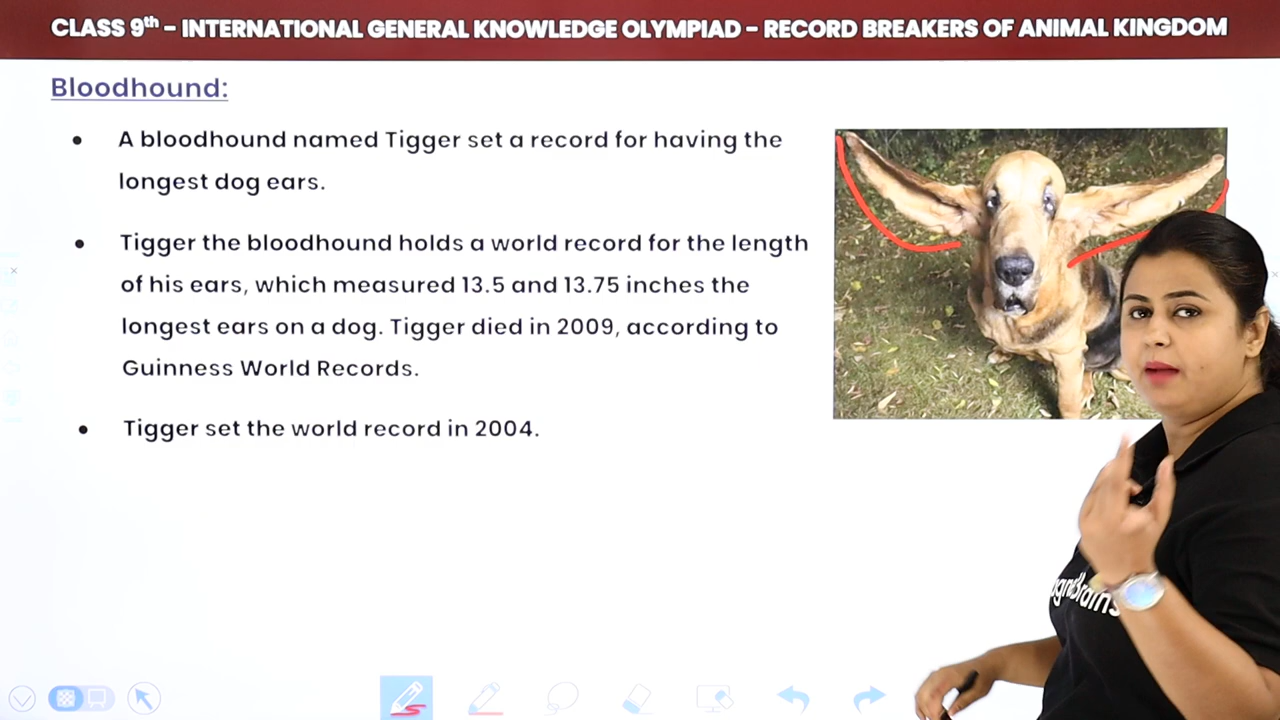 CLASS 9th – INTERNATIONAL GENERAL KNOWLEDGE OLYMPIAD – RECORD BREAKERS OF ANIMAL KINGDOM
Bloodhound:
• A bloodhound named Tigger set a record for having the
longest dog ears.
• Tigger the bloodhound holds a world record for the length
of his ears, which measured 13.5 and 13.75 inches the
longest ears on a dog. Tigger died in 2009, according to
Guinness World Records.
• Tigger set the world record in 2004.